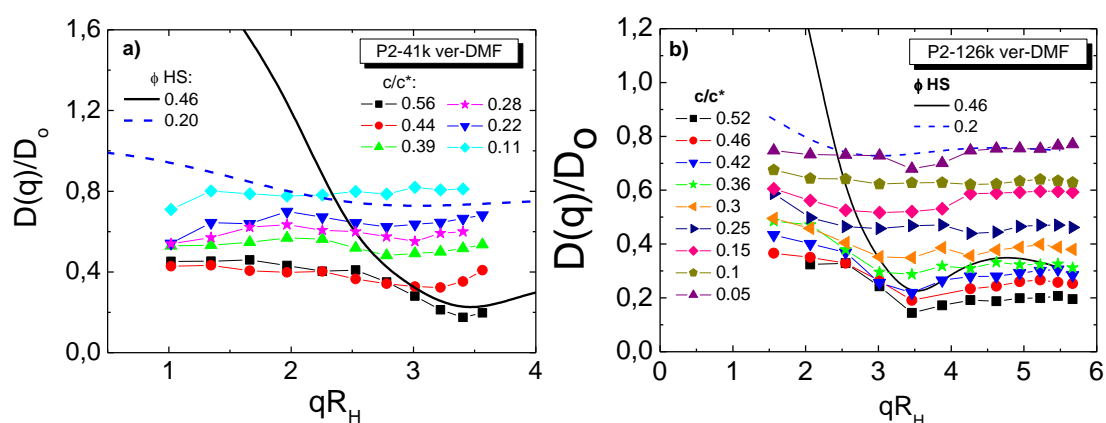 a)
P2-41k ver-DMF
ϕ HS:
0.46
0.20
c/c*:
0.56
0.44
0.39
0.28
0.22
0.11
D(q)/D_o
1,6
1,2
0,8
0,4
0,0
1 2 3 4
qR_H
b)
P2-126k ver-DMF
ϕ HS
0.46
0.2
c/c*
0.52
0.46
0.42
0.36
0.3
0.25
0.15
0.1
0.05
D(q)/D_o
1,2
1,0
0,8
0,6
0,4
0,2
0,0
1 2 3 4 5 6
qR_H